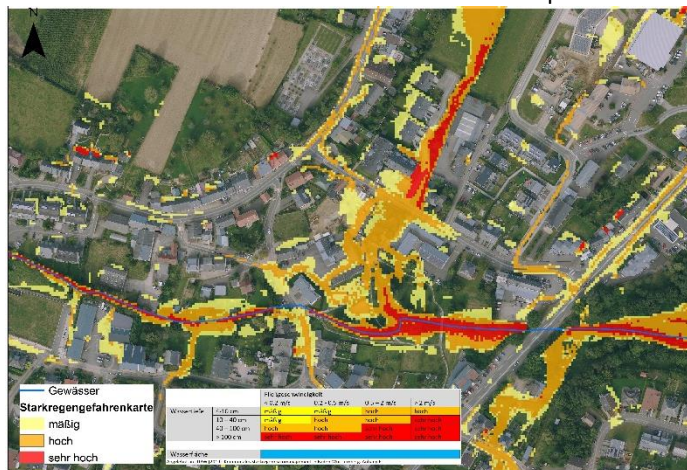 N
Gewässer
Starkregengefahrenkarte
mäßig
hoch
sehr hoch
Fließgeschwindigkeit
< 0.2 m/s 0.2 - 0.5 m/s 0.5 – 2 m/s > 2 m/s
Wassertiefe 4-10 cm mäßig mäßig hoch hoch
10 - 40 cm mäßig hoch hoch sehr hoch
40 - 100 cm hoch hoch sehr hoch sehr hoch
> 100 cm sehr hoch sehr hoch sehr hoch sehr hoch
Wasserfläche